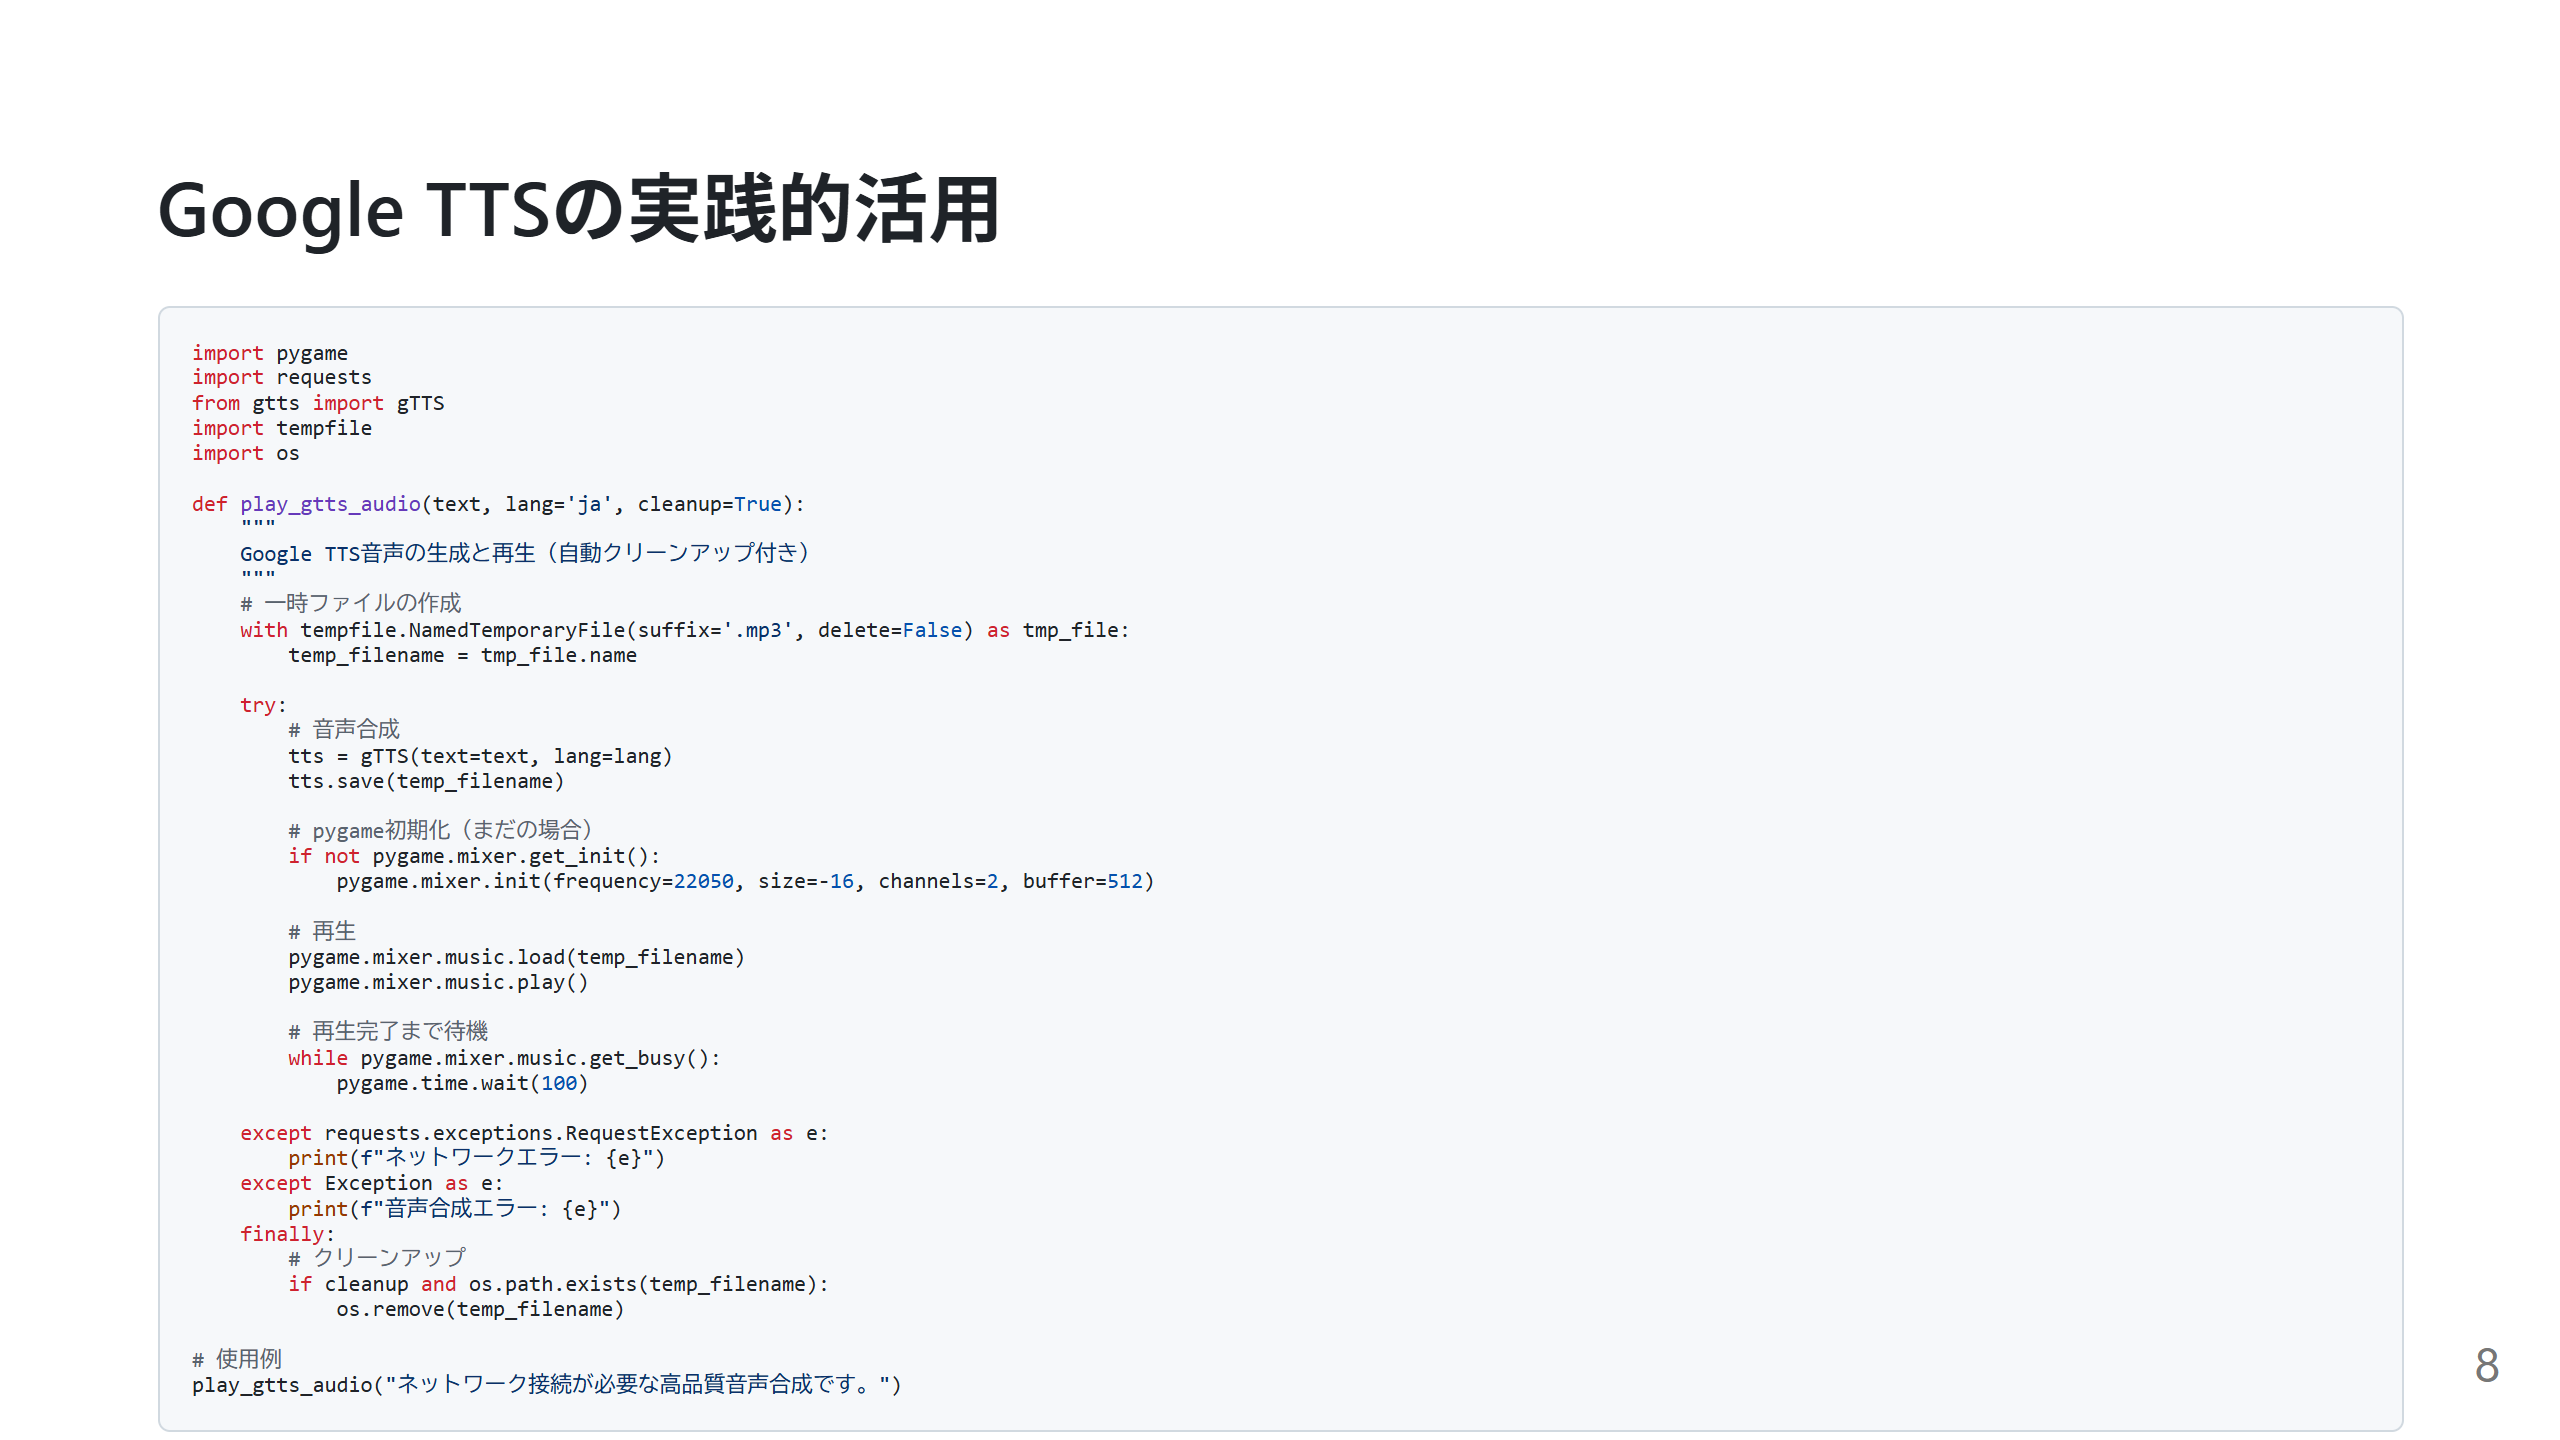 Google TTSの実践的活用
import pygame
import requests
from gtts import gTTS
import tempfile
import os

def play_gtts_audio(text, lang='ja', cleanup=True):
    """
    Google TTS音声の生成と再生（自動クリーンアップ付き）
    """
    # 一時ファイルの作成
    with tempfile.NamedTemporaryFile(suffix='.mp3', delete=False) as tmp_file:
        temp_filename = tmp_file.name

    try:
        # 音声合成
        tts = gTTS(text=text, lang=lang)
        tts.save(temp_filename)

        # pygame初期化（まだの場合）
        if not pygame.mixer.get_init():
            pygame.mixer.init(frequency=22050, size=-16, channels=2, buffer=512)

        # 再生
        pygame.mixer.music.load(temp_filename)
        pygame.mixer.music.play()

        # 再生完了まで待機
        while pygame.mixer.music.get_busy():
            pygame.time.wait(100)

    except requests.exceptions.RequestException as e:
        print(f"ネットワークエラー: {e}")
    except Exception as e:
        print(f"音声合成エラー: {e}")
    finally:
        # クリーンアップ
        if cleanup and os.path.exists(temp_filename):
            os.remove(temp_filename)

# 使用例
play_gtts_audio("ネットワーク接続が必要な高品質音声合成です。")
8